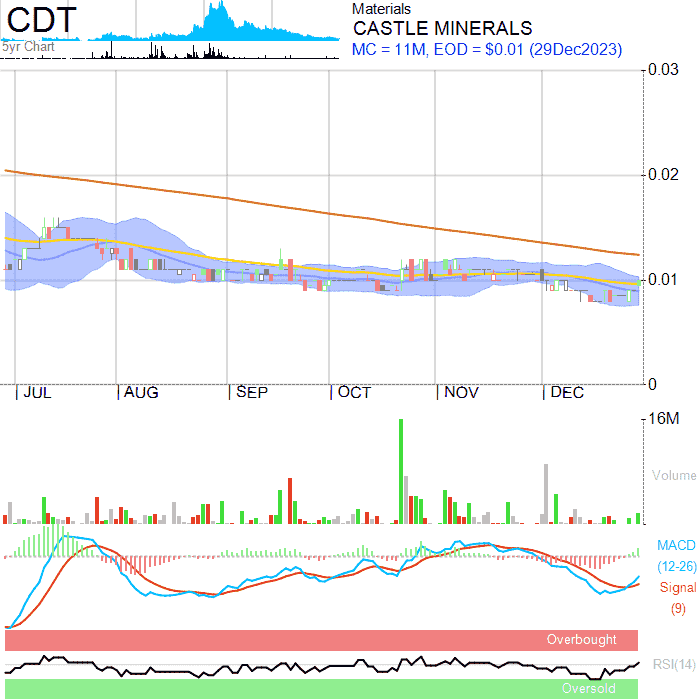 CDT
5yr Chart
Materials
CASTLE MINERALS
MC = 11M, EOD = $0.01 (29Dec2023)
0.03
0.02
0.01
0
JUL AUG SEP OCT NOV DEC
16M
Volume
MACD
(12-26)
Signal
(9)
Overbought
RSI(14)
Oversold